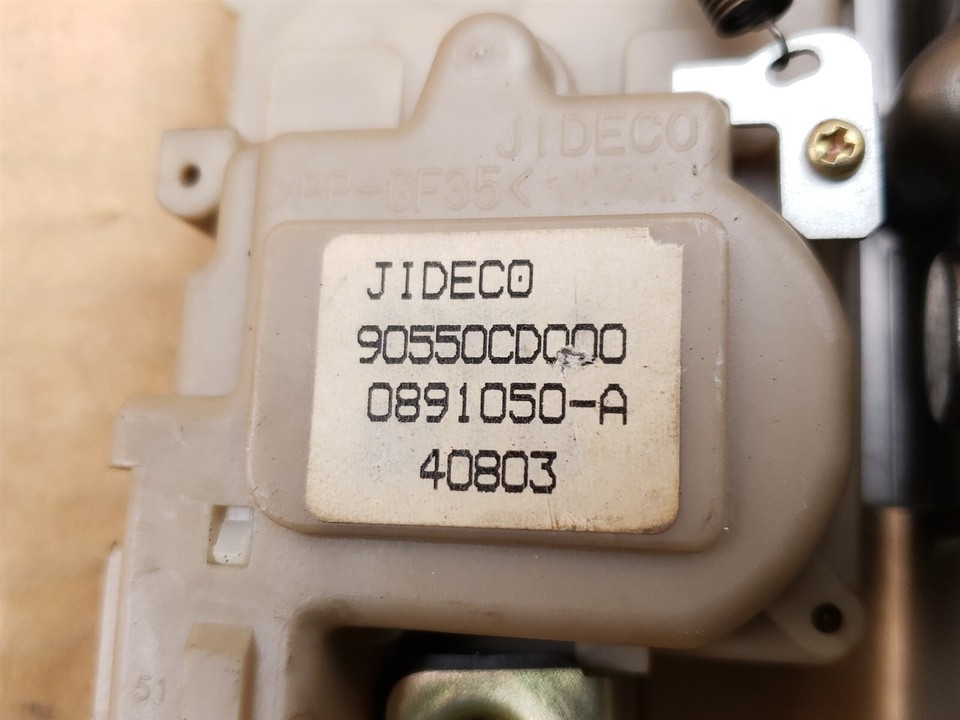 JIDECO
>PP-GF35<
JIDECO
90550CD000
0891050-A
40803
51